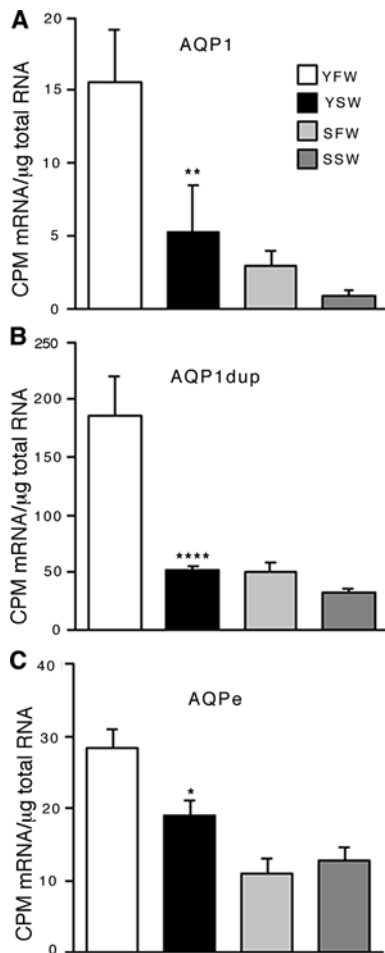 A
AQP1
CPM mRNA/µg total RNA
20
15
10
5
0
**
YFW
YSW
SFW
SSW
B
AQP1dup
CPM mRNA/µg total RNA
250
200
150
100
50
0
****
C
AQPe
CPM mRNA/µg total RNA
40
30
20
10
0
*